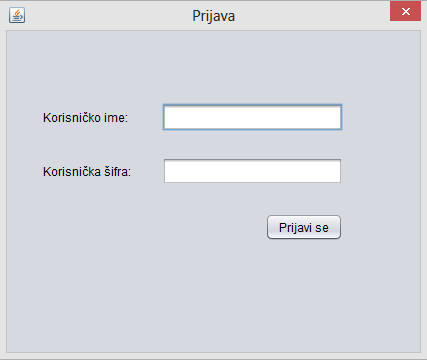 Prijava
Korisničko ime:
Korisnička šifra:
Prijavi se